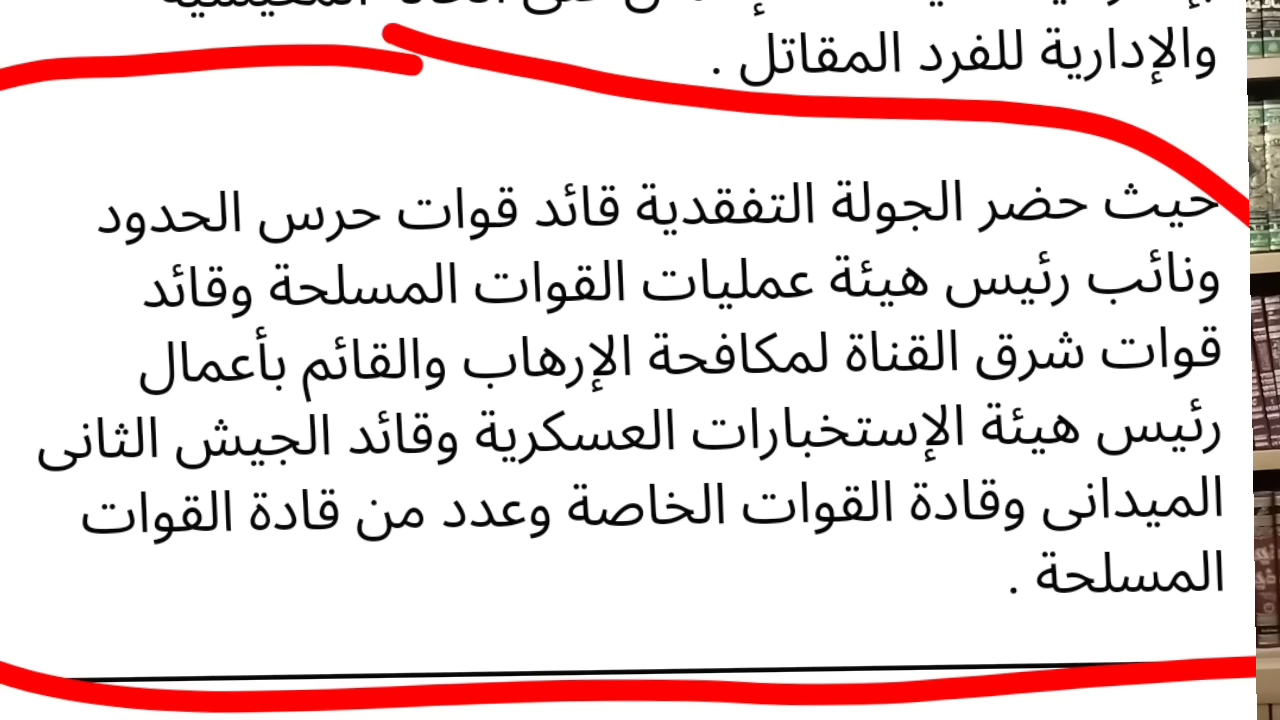 والإدارية للفرد المقاتل .
حيث حضر الجولة التفقدية قائد قوات حرس الحدود
ونائب رئيس هيئة عمليات القوات المسلحة وقائد
قوات شرق القناة لمكافحة الإرهاب والقائم بأعمال
رئيس هيئة الإستخبارات العسكرية وقائد الجيش الثانى
الميدانى وقادة القوات الخاصة وعدد من قادة القوات
المسلحة .